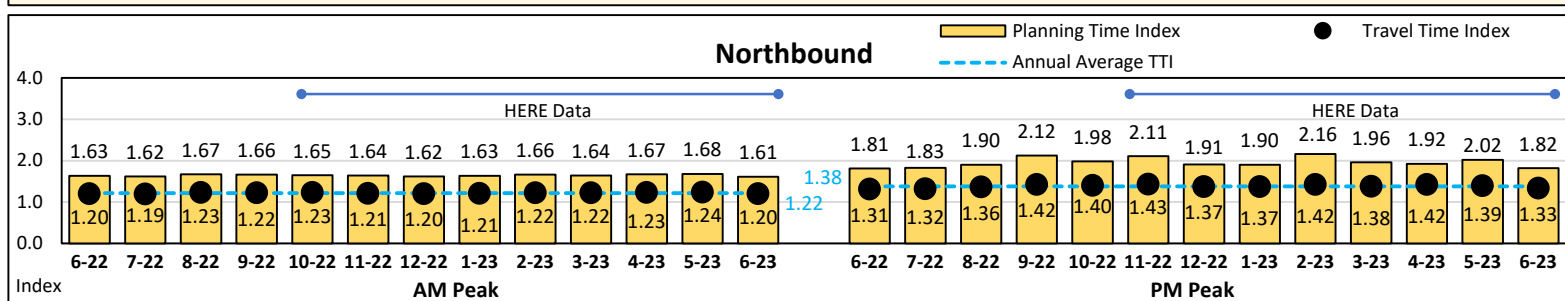 Planning Time Index
Travel Time Index
Northbound
Annual Average TTI
4.0
HERE Data
HERE Data
3.0
1.63 1.62 1.67 1.66 1.65 1.64 1.62 1.63 1.66 1.64 1.67 1.68 1.61
1.81 1.83 1.90 2.12 1.98 2.11 1.91 1.90 2.16 1.96 1.92 2.02 1.82
2.0
1.38
1.22
1.0
1.20 1.19 1.23 1.22 1.23 1.21 1.20 1.21 1.22 1.22 1.23 1.24 1.20
1.31 1.32 1.36 1.42 1.40 1.43 1.37 1.37 1.42 1.38 1.42 1.39 1.33
0.0
6-22 7-22 8-22 9-22 10-22 11-22 12-22 1-23 2-23 3-23 4-23 5-23 6-23
6-22 7-22 8-22 9-22 10-22 11-22 12-22 1-23 2-23 3-23 4-23 5-23 6-23
Index
AM Peak
PM Peak